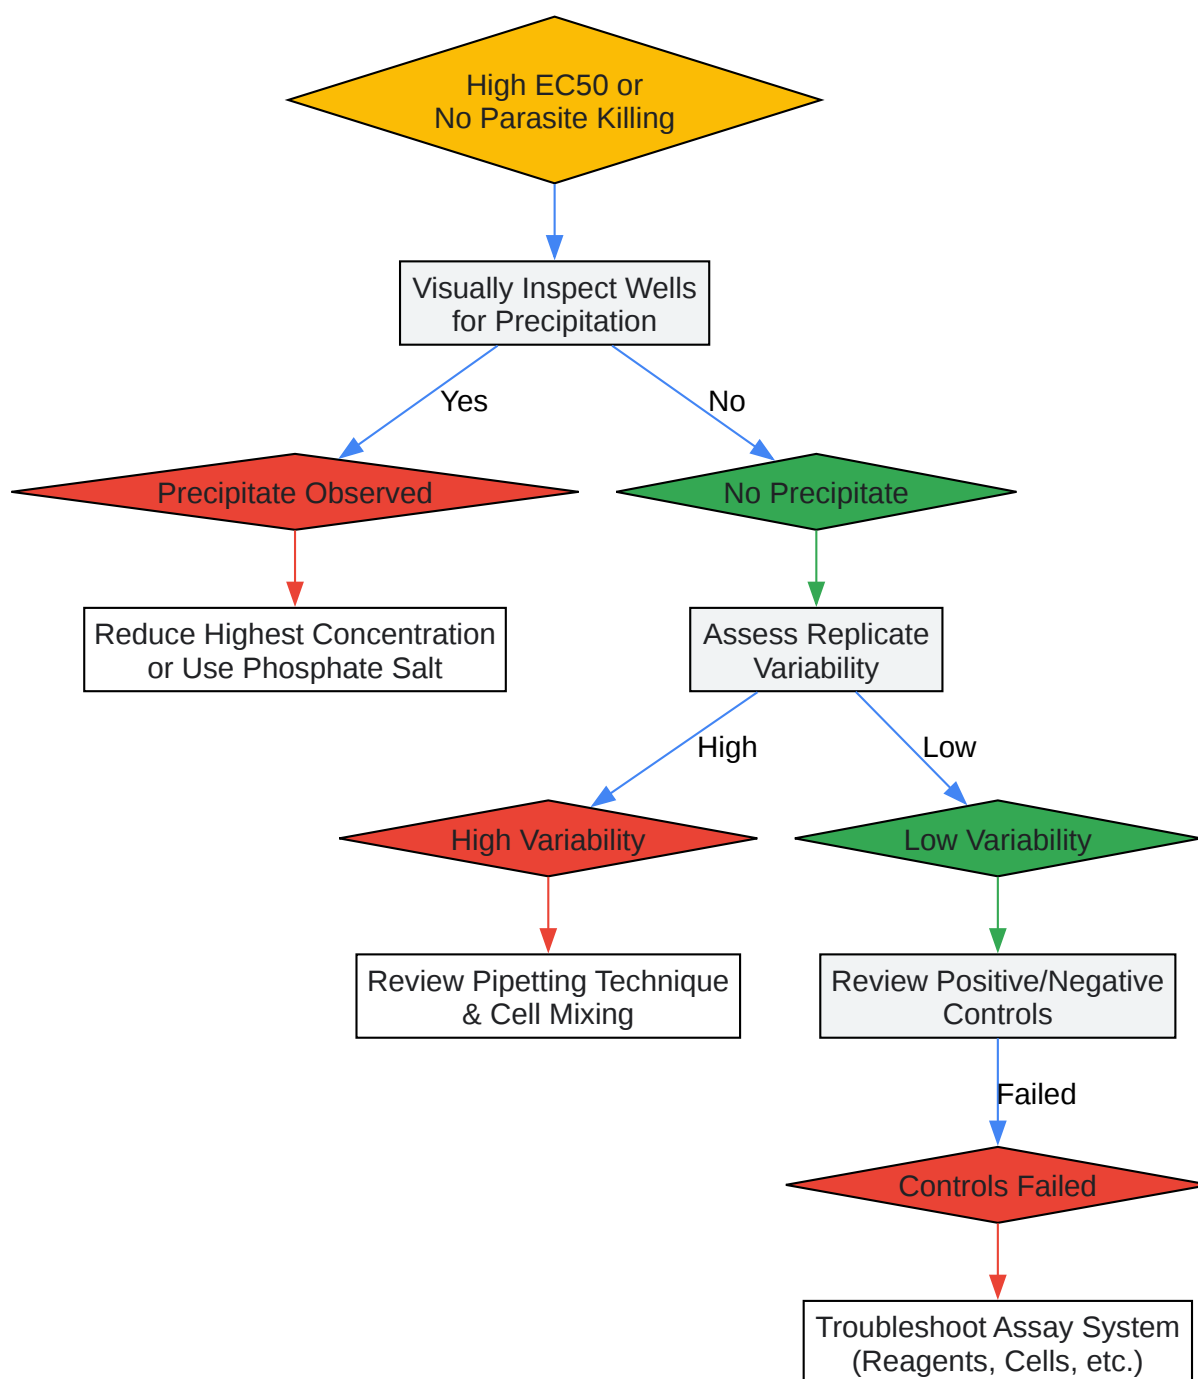 High EC50 or
No Parasite Killing
Visually Inspect Wells
for Precipitation
Yes
No
Precipitate Observed
No Precipitate
Reduce Highest Concentration
or Use Phosphate Salt
Assess Replicate
Variability
High
Low
High Variability
Low Variability
Review Pipetting Technique
& Cell Mixing
Review Positive/Negative
Controls
Failed
Controls Failed
Troubleshoot Assay System
(Reagents, Cells, etc.)